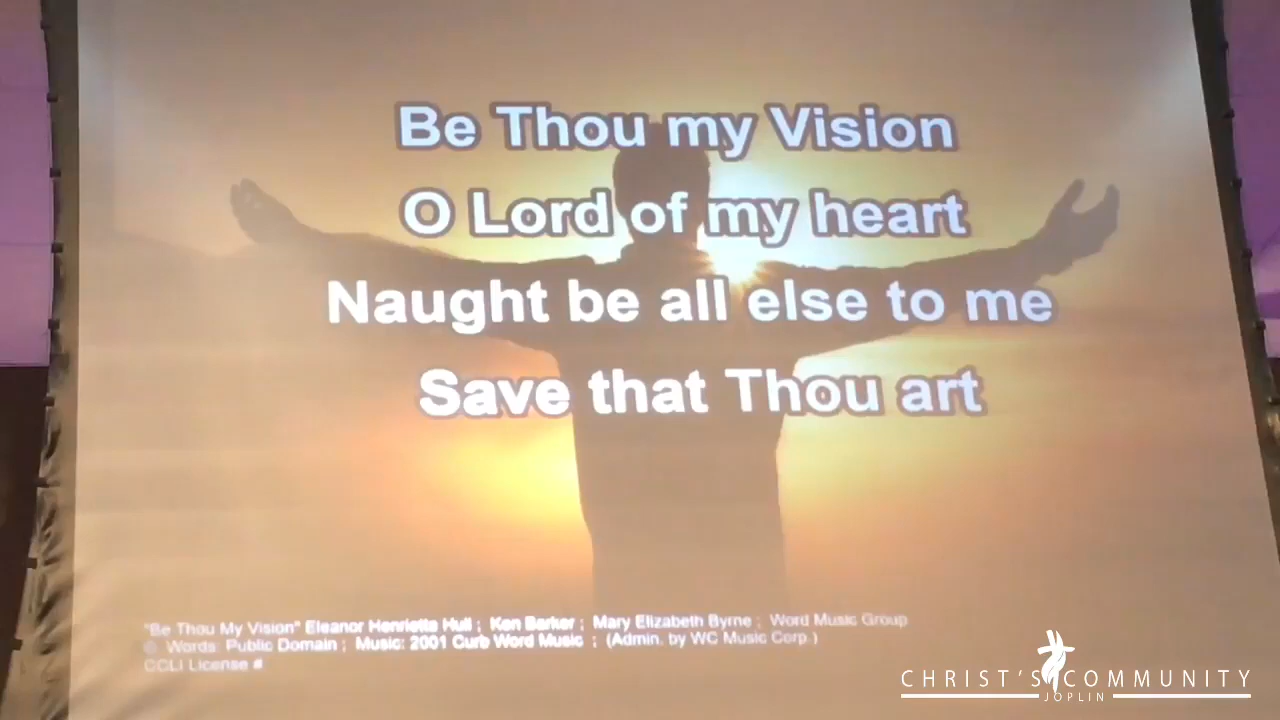 Be Thou my Vision
O Lord of my heart
Naught be all else to me
Save that Thou art
"Be Thou My Vision" Eleanor Henrietta Hull ; Ken Barker ; Mary Elizabeth Byrne ; Word Music Group
© Words: Public Domain ; Music: 2001 Curb Word Music ; (Admin. by WC Music Corp.)
CCLI License #
CHRIST'S COMMUNITY
JOPLIN